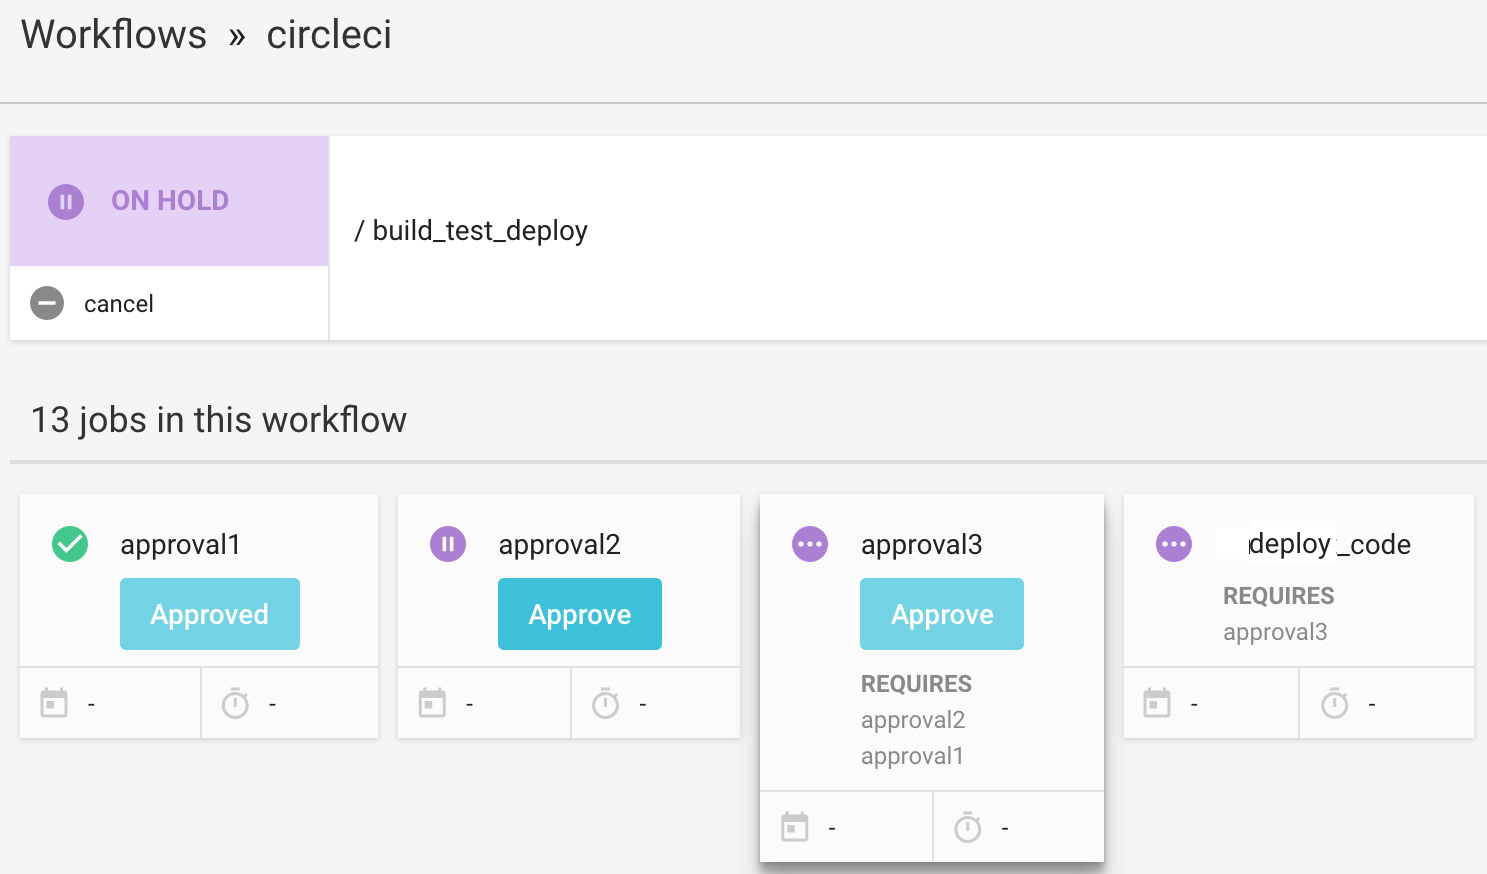 Workflows » circleci
ON HOLD
/ build_test_deploy
cancel
13 jobs in this workflow
approval1
Approved
-
-
approval2
Approve
-
-
approval3
Approve
REQUIRES
approval2
approval1
-
-
deploy_code
REQUIRES
approval3
-
-